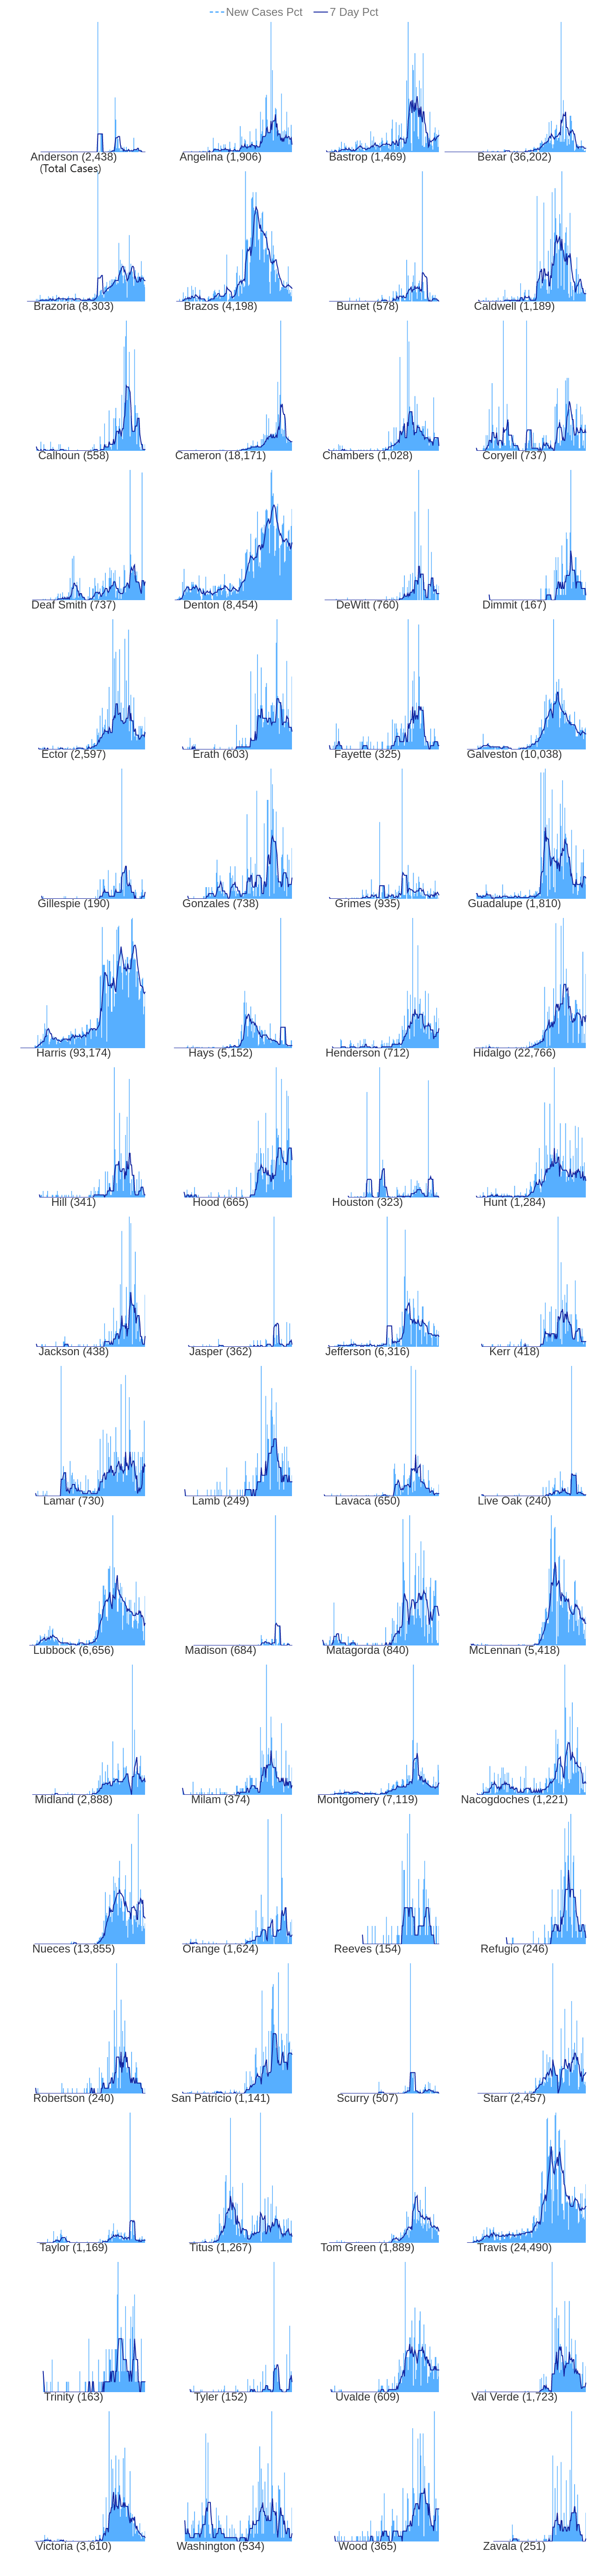 New Cases Pct 7 Day Pct
Anderson (2,438) Angelina (1,906) Bastrop (1,469) Bexar (36,202)
(Total Cases)
Brazoria (8,303) Brazos (4,198) Burnet (578) Caldwell (1,189)
Calhoun (558) Cameron (18,171) Chambers (1,028) Coryell (737)
Deaf Smith (737) Denton (8,454) DeWitt (760) Dimmit (167)
Ector (2,597) Erath (603) Fayette (325) Galveston (10,038)
Gillespie (190) Gonzales (738) Grimes (935) Guadalupe (1,810)
Harris (93,174) Hays (5,152) Henderson (712) Hidalgo (22,766)
Hill (341) Hood (665) Houston (323) Hunt (1,284)
Jackson (438) Jasper (362) Jefferson (6,316) Kerr (418)
Lamar (730) Lamb (249) Lavaca (650) Live Oak (240)
Lubbock (6,656) Madison (684) Matagorda (840) McLennan (5,418)
Midland (2,888) Milam (374) Montgomery (7,119) Nacogdoches (1,221)
Nueces (13,855) Orange (1,624) Reeves (154) Refugio (246)
Robertson (240) San Patricio (1,141) Scurry (507) Starr (2,457)
Taylor (1,169) Titus (1,267) Tom Green (1,889) Travis (24,490)
Trinity (163) Tyler (152) Uvalde (609) Val Verde (1,723)
Victoria (3,610) Washington (534) Wood (365) Zavala (251)